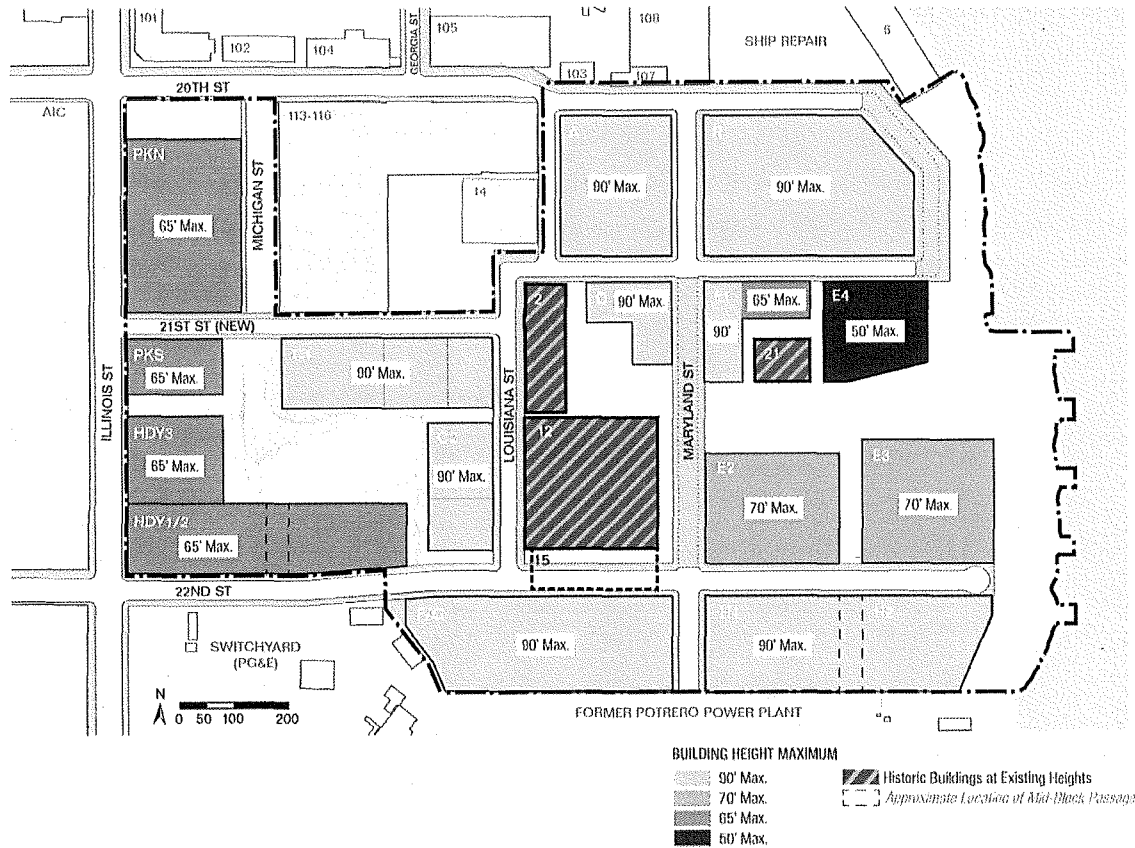 101
102
104
GEORGIA ST
105
108
SHIP REPAIR
6
103
107
20TH ST
AIC
PKN
65' Max.
MICHIGAN ST
113-116
14
90' Max.
90' Max.
21ST ST (NEW)
2
90' Max.
90'
65' Max.
E4
50' Max.
21
PKS
65' Max.
90' Max.
ILLINOIS ST
LOUISIANA ST
MARYLAND ST
HDY3
65' Max.
90' Max.
12
E2
70' Max.
E3
70' Max.
HDY1/2
65' Max.
15
22ND ST
SWITCHYARD
(PG&E)
90' Max.
90' Max.
N
0 50 100 200
FORMER POTRERO POWER PLANT
BUILDING HEIGHT MAXIMUM
90' Max.
70' Max.
65' Max.
50' Max.
Historic Buildings at Existing Heights
Approximate Location of Mid-Block Passage